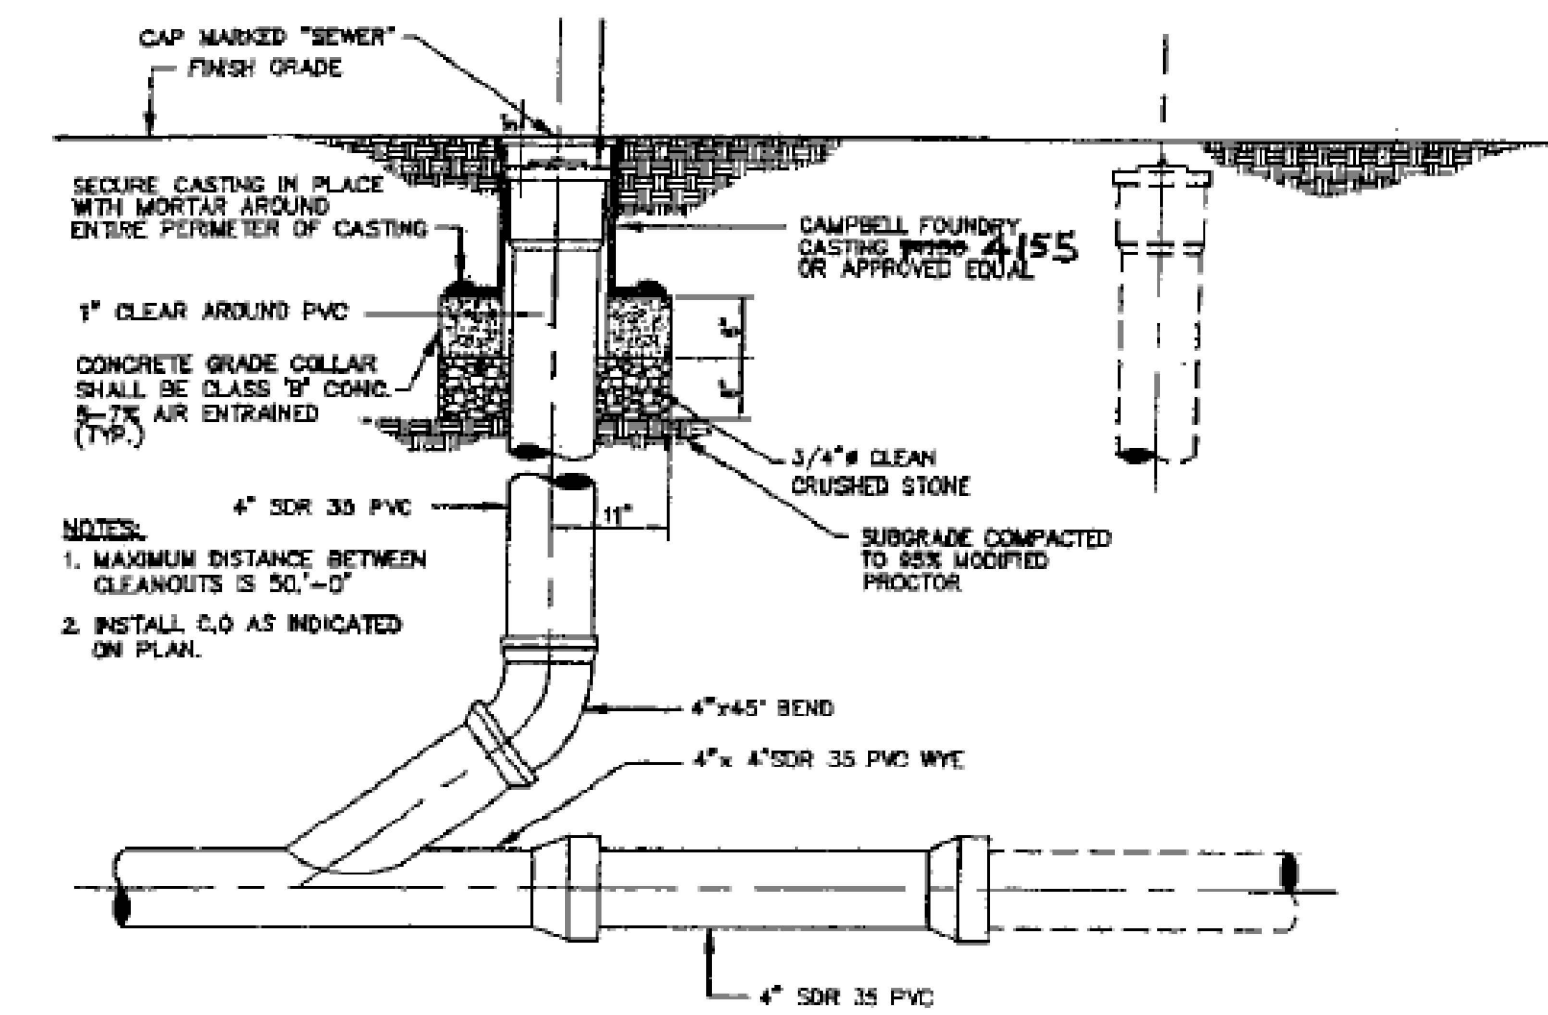 CAP MARKED "SEWER"
FINISH GRADE
SECURE CASTING IN PLACE
WITH MORTAR AROUND
ENTIRE PERIMETER OF CASTING
CAMPBELL FOUNDRY
CASTING 4155
OR APPROVED EQUAL
1" CLEAR AROUND PVC
CONCRETE GRADE COLLAR
SHALL BE CLASS "B" CONC.
5-7% AIR ENTRAINED
(TYP.)
3/4"ø CLEAN
CRUSHED STONE
4" SDR 35 PVC
11"
SUBGRADE COMPACTED
TO 95% MODIFIED
PROCTOR
NOTES:
1. MAXIMUM DISTANCE BETWEEN
CLEANOUTS IS 50,'-0"
2. INSTALL C,O AS INDICATED
ON PLAN.
4"x45° BEND
4"x 4"SDR 35 PVC WYE
4" SDR 35 PVC